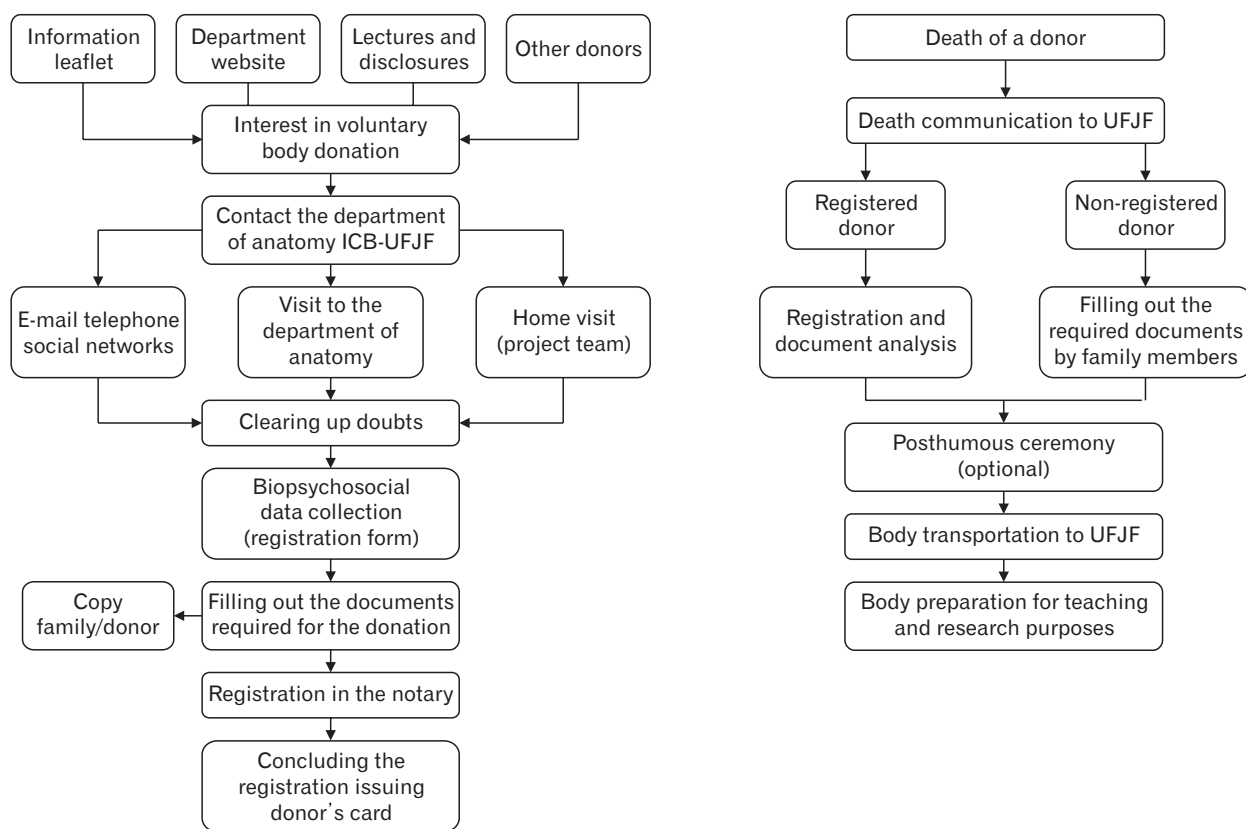 Information
leaflet
Department
website
Lectures and
disclosures
Other donors
Interest in voluntary
body donation
Contact the department
of anatomy ICB-UFJF
E-mail telephone
social networks
Visit to the
department of
anatomy
Home visit
(project team)
Clearing up doubts
Biopsychosocial
data collection
(registration form)
Copy
family/donor
Filling out the documents
required for the donation
Registration in the notary
Concluding the
registration issuing
donor's card
Death of a donor
Death communication to UFJF
Registered
donor
Non-registered
donor
Registration and
document analysis
Filling out the
required documents
by family members
Posthumous ceremony
(optional)
Body transportation to UFJF
Body preparation for teaching
and research purposes